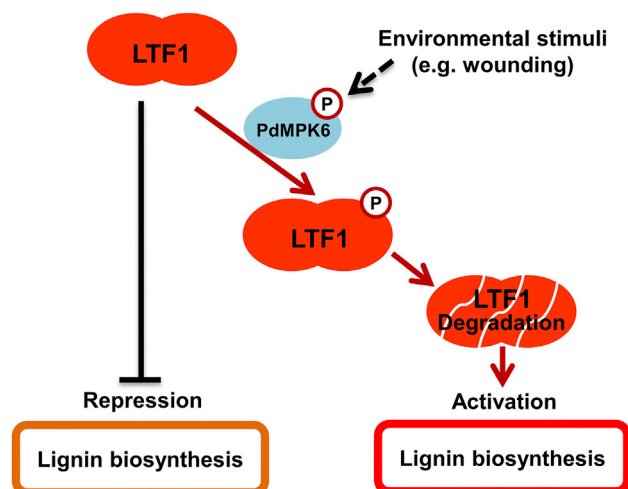 LTF1
Environmental stimuli
(e.g. wounding)
P
PdMPK6
P
LTF1
LTF1
Degradation
Repression
Activation
Lignin biosynthesis
Lignin biosynthesis